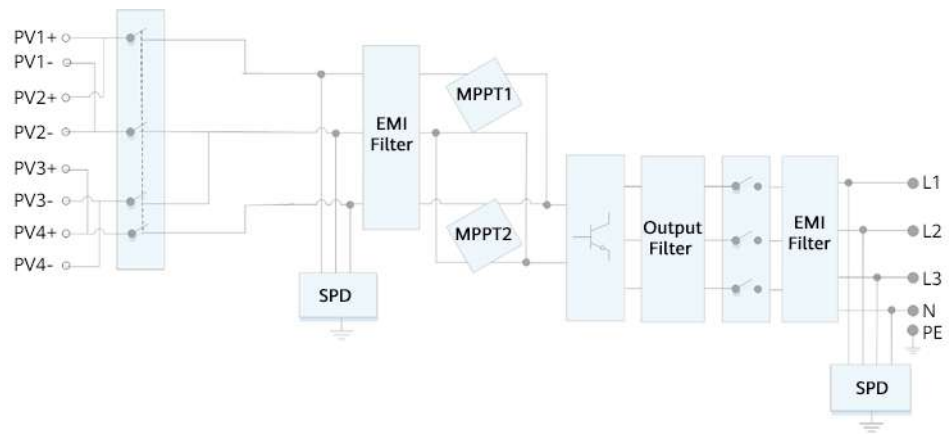 PV1+
PV1-
PV2+
PV2-
PV3+
PV3-
PV4+
PV4-
EMI
Filter
SPD
MPPT1
MPPT2
Output
Filter
EMI
Filter
L1
L2
L3
N
PE
SPD